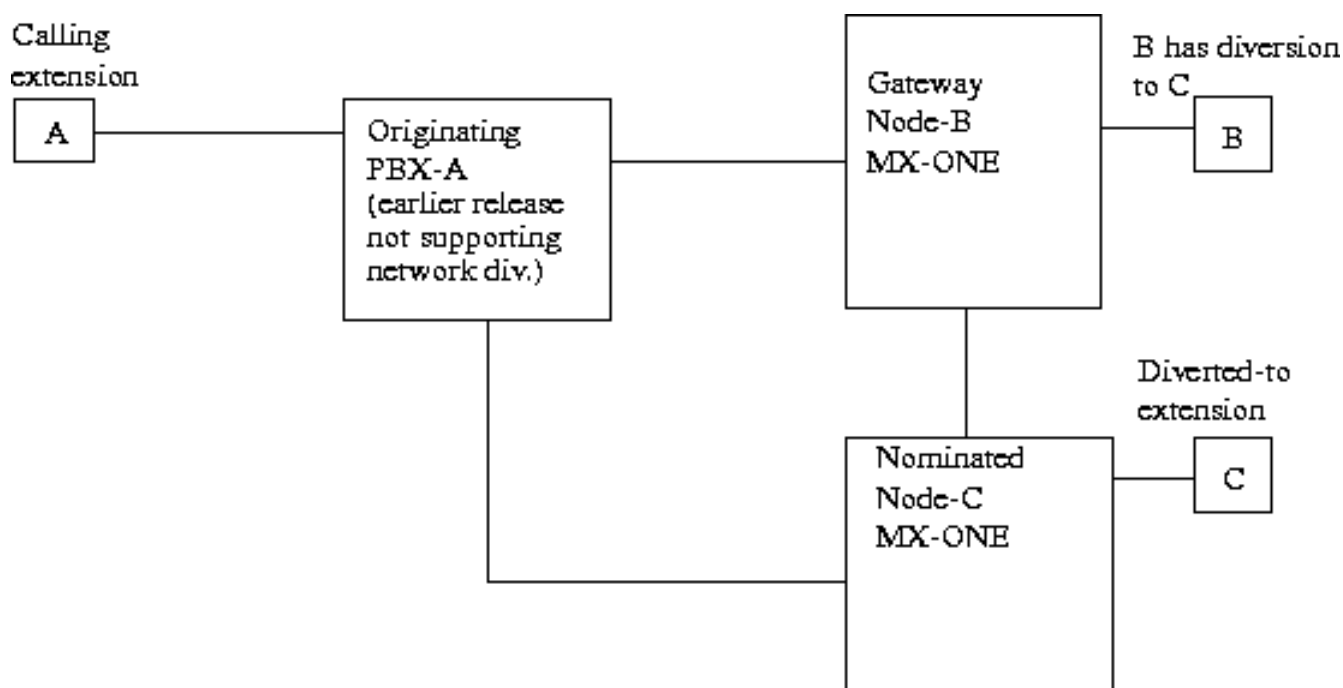 Calling
extension
A
Originating
PBX-A
(earlier release
not supporting
network div.)
Gateway
Node-B
MX-ONE
B has diversion
to C
B
Nominated
Node-C
MX-ONE
Diverted-to
extension
C